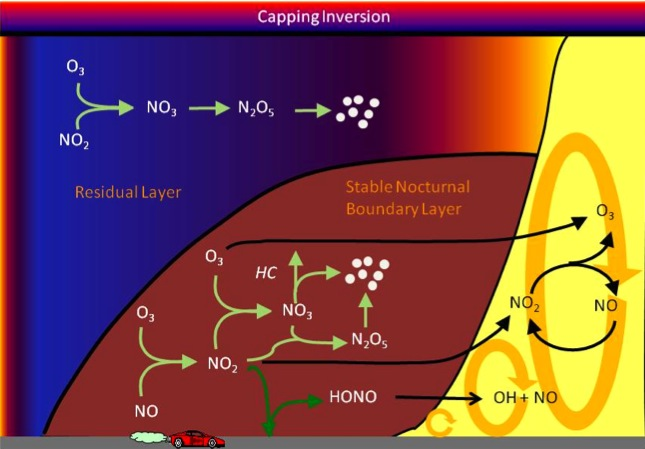 Capping Inversion
O₃
NO₃
N₂O₅
NO₂
Residual Layer
Stable Nocturnal
Boundary Layer
O₃
O₃
HC
NO₃
NO₂
NO
O₃
N₂O₅
NO₂
HONO
OH + NO
NO